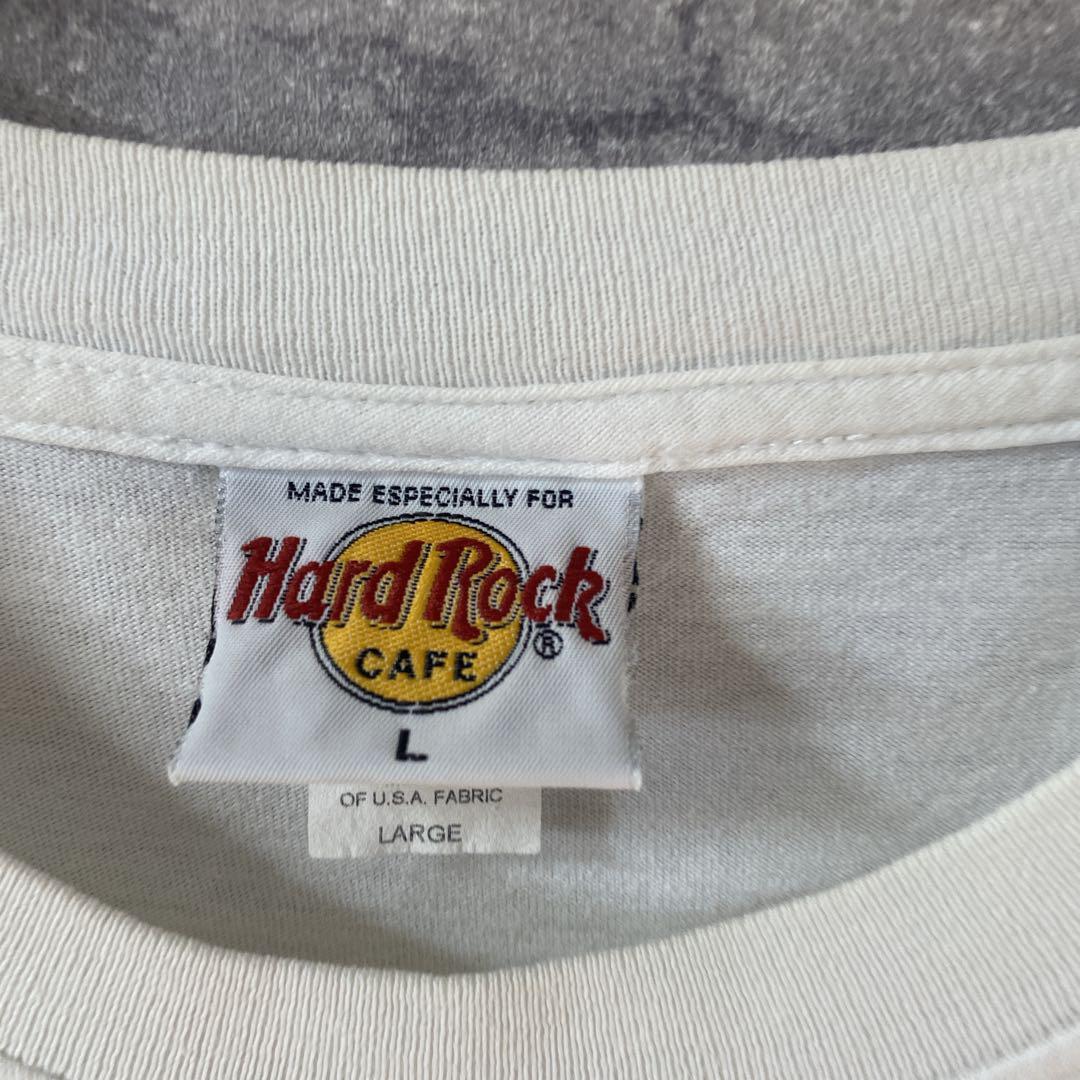 MADE ESPECIALLY FOR
Hard Rock
CAFE ®
L
OF U.S.A. FABRIC
LARGE